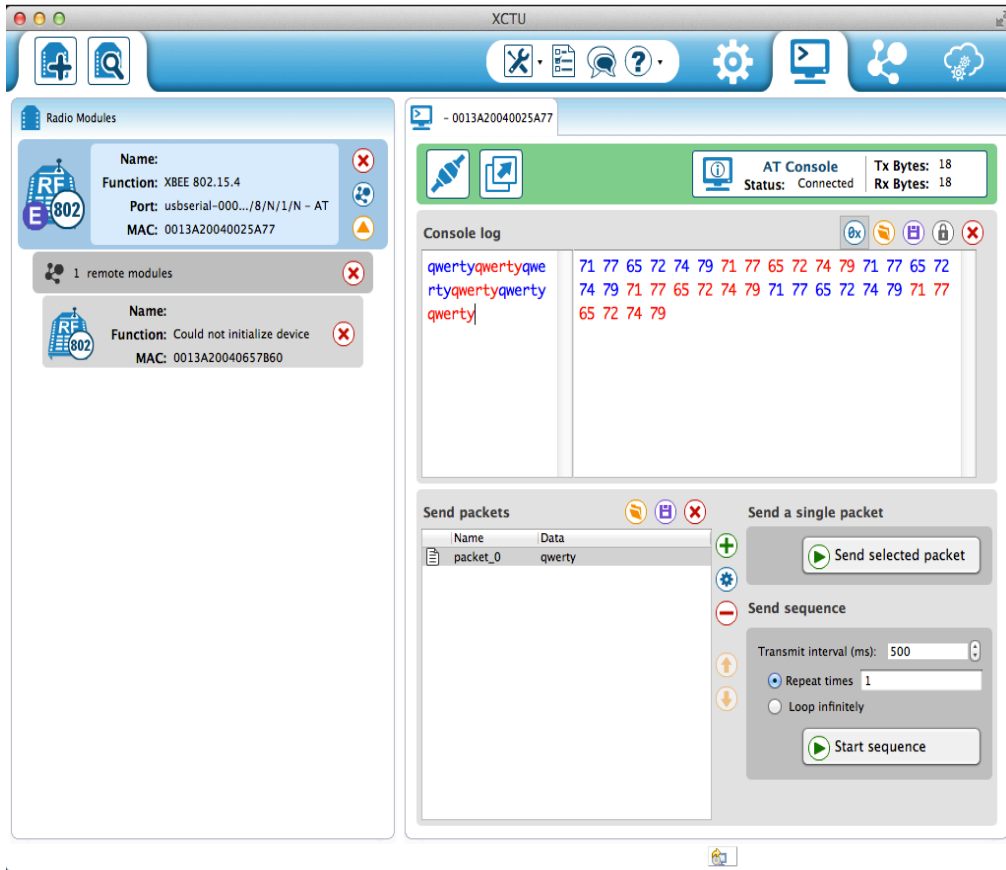 XCTU
Radio Modules
Name:
Function: XBEE 802.15.4
Port: usbserial-000.../8/N/1/N - AT
MAC: 0013A20040025A77
RF
802
E
1 remote modules
Name:
Function: Could not initialize device
MAC: 0013A20040657B60
RF
802
- 0013A20040025A77
AT Console
Status: Connected
Tx Bytes: 18
Rx Bytes: 18
Console log
0x
qwertyqwertyqwe
rtyqwertyqwerty
qwerty
71 77 65 72 74 79 71 77 65 72 74 79 71 77 65 72
74 79 71 77 65 72 74 79 71 77 65 72 74 79 71 77
65 72 74 79
Send packets
Name Data
packet_0 qwerty
Send a single packet
Send selected packet
Send sequence
Transmit interval (ms): 500
Repeat times 1
Loop infinitely
Start sequence